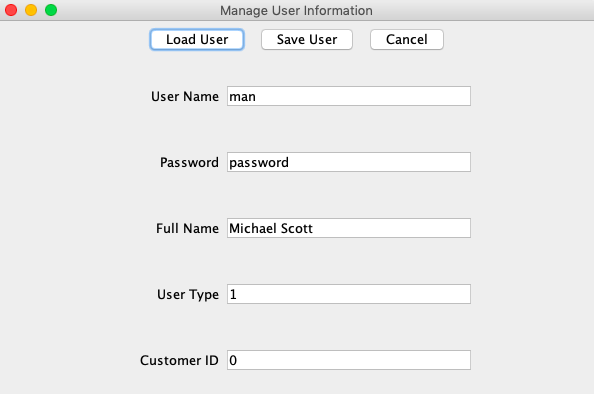 Manage User Information
Load User Save User Cancel
User Name man
Password password
Full Name Michael Scott
User Type 1
Customer ID 0